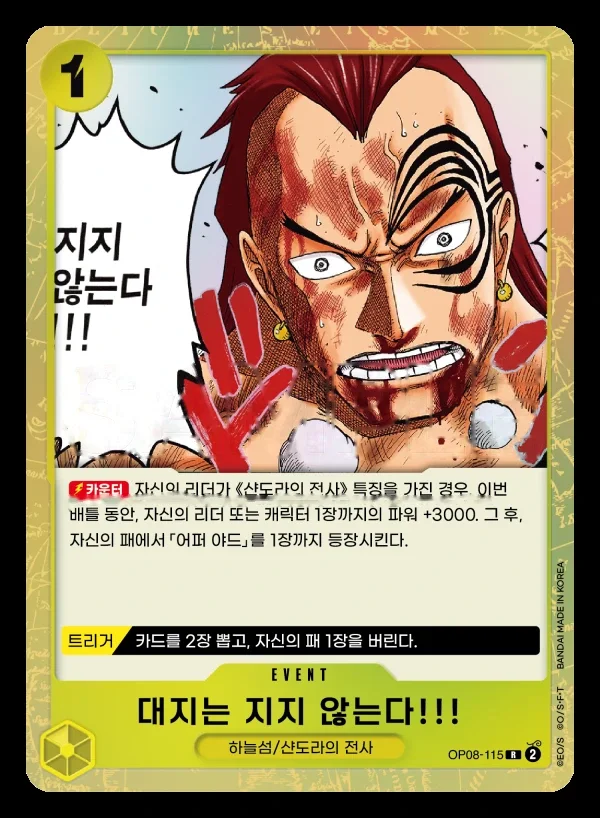 1
지지
않는다
!!!
카운터 자신의 리더가 《샨도라의 전사》 특징을 가진 경우, 이번
배틀 동안, 자신의 리더 또는 캐릭터 1장까지의 파워 +3000. 그 후,
자신의 패에서 「어퍼 야드」를 1장까지 등장시킨다.
트리거 카드를 2장 뽑고, 자신의 패 1장을 버린다.
EVENT
대지는 지지 않는다!!!
하늘섬/샨도라의 전사
OP08-115 R 2
©EO/S ©O/S·F·T BANDAI MADE IN KOREA